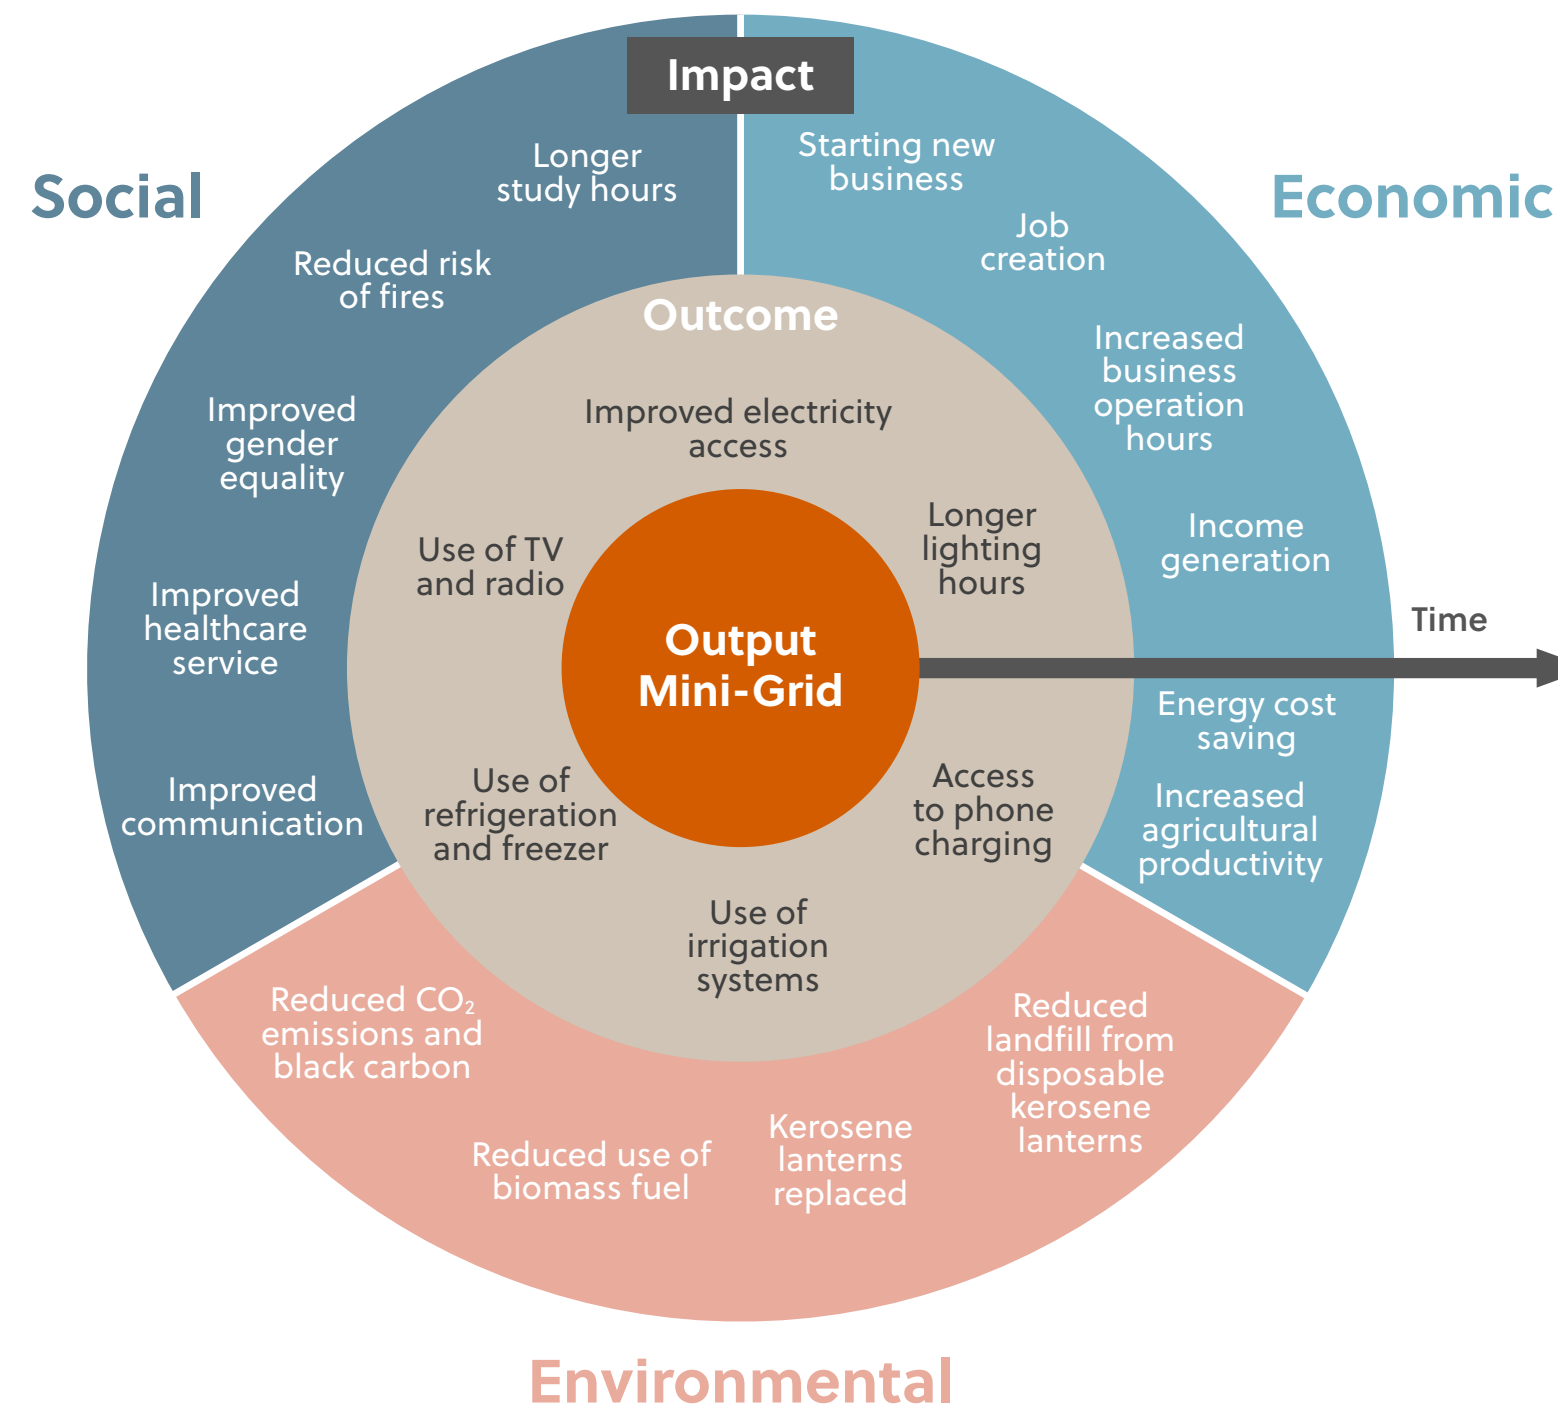 Impact
Social
Economic
Longer
study hours
Reduced risk
of fires
Improved
gender
equality
Improved
healthcare
service
Improved
communication
Starting new
business
Job
creation
Increased
business
operation
hours
Income
generation
Time
Energy cost
saving
Increased
agricultural
productivity
Outcome
Improved electricity
access
Use of TV
and radio
Longer
lighting
hours
Output
Mini-Grid
Use of
refrigeration
and freezer
Access
to phone
charging
Use of
irrigation
systems
Reduced CO₂
emissions and
black carbon
Reduced use of
biomass fuel
Kerosene
lanterns
replaced
Reduced
landfill from
disposable
kerosene
lanterns
Environmental